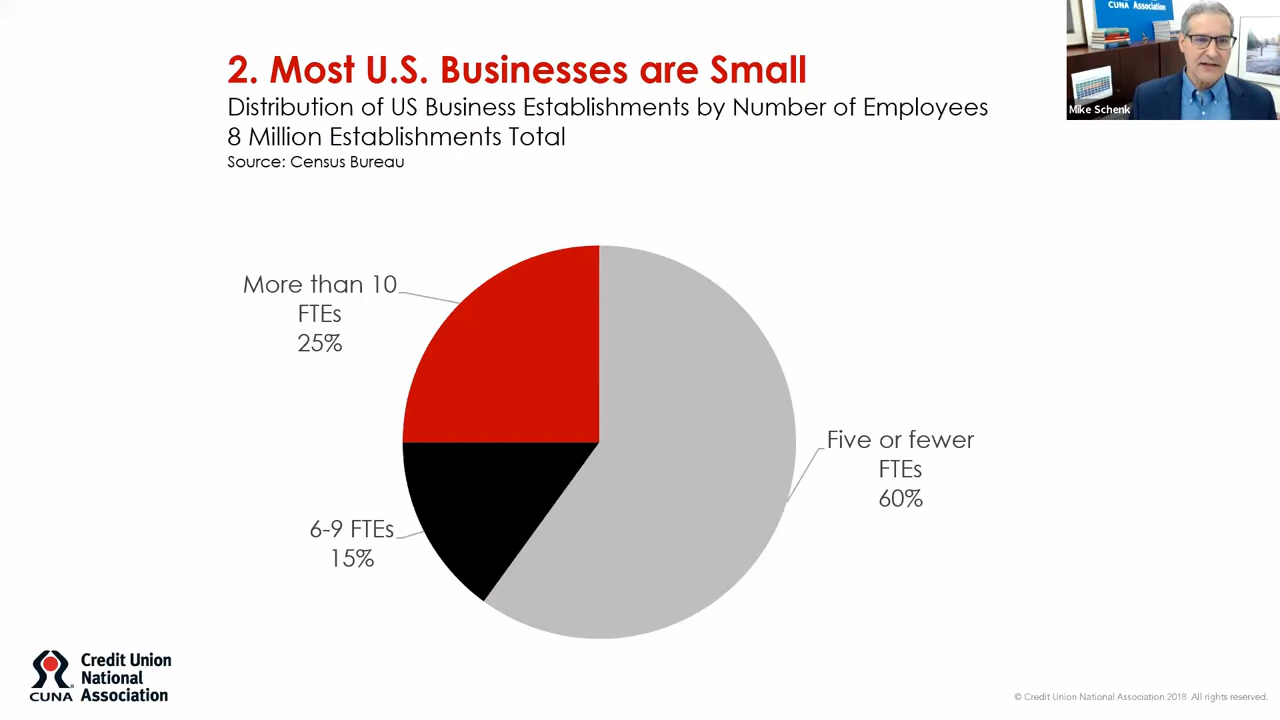 CUNA Association
Mike Schenk
2. Most U.S. Businesses are Small
Distribution of US Business Establishments by Number of Employees
8 Million Establishments Total
Source: Census Bureau
More than 10
FTEs
25%
Five or fewer
FTEs
60%
6-9 FTEs
15%
Credit Union
National
Association
CUNA
© Credit Union National Association 2018 All rights reserved.